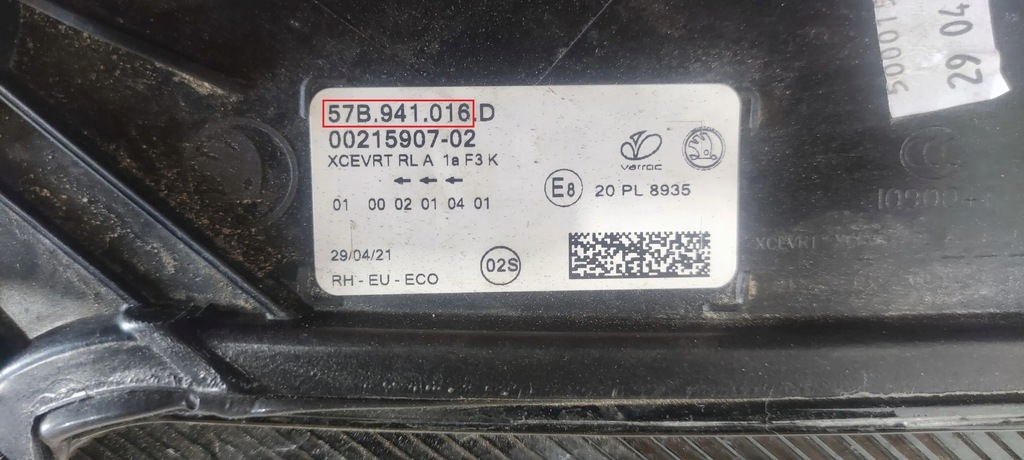 57B.941.016.D
00215907-02
XCEVRT RL A 1a F3 K
01 00 02 01 04 01
29/04/21
RH - EU - ECO
02S
varroc
E8 20 PL 8935
29 04